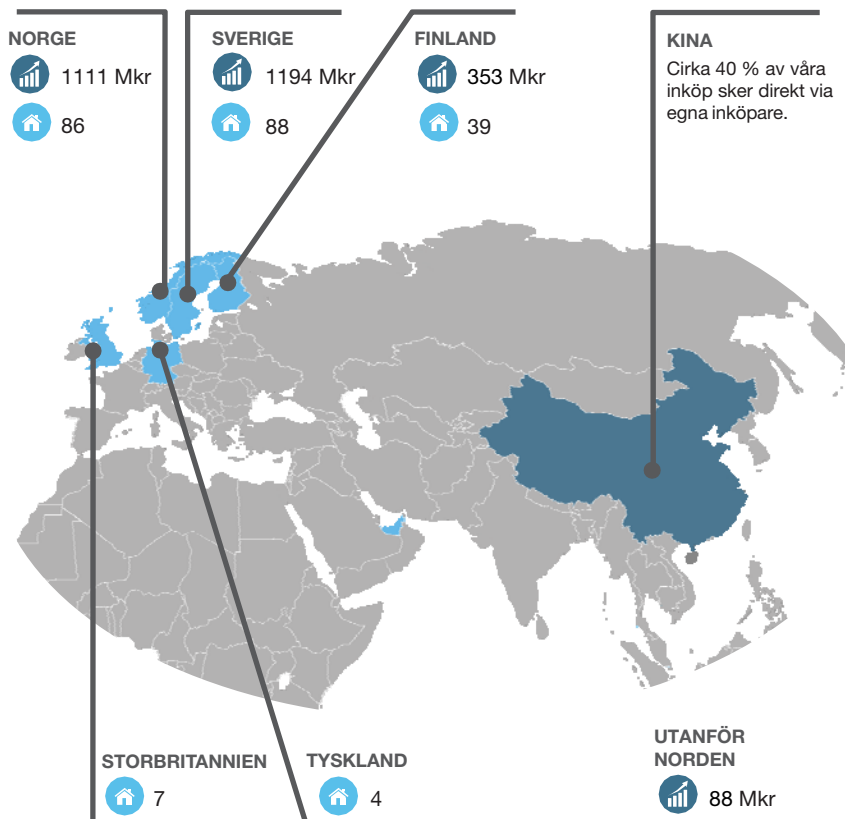 NORGE
1111 Mkr
86
SVERIGE
1194 Mkr
88
FINLAND
353 Mkr
39
KINA
Cirka 40 % av våra
inköp sker direkt via
egna inköpare.
STORBRITANNIEN
7
TYSKLAND
4
UTANFÖR
NORDEN
88 Mkr